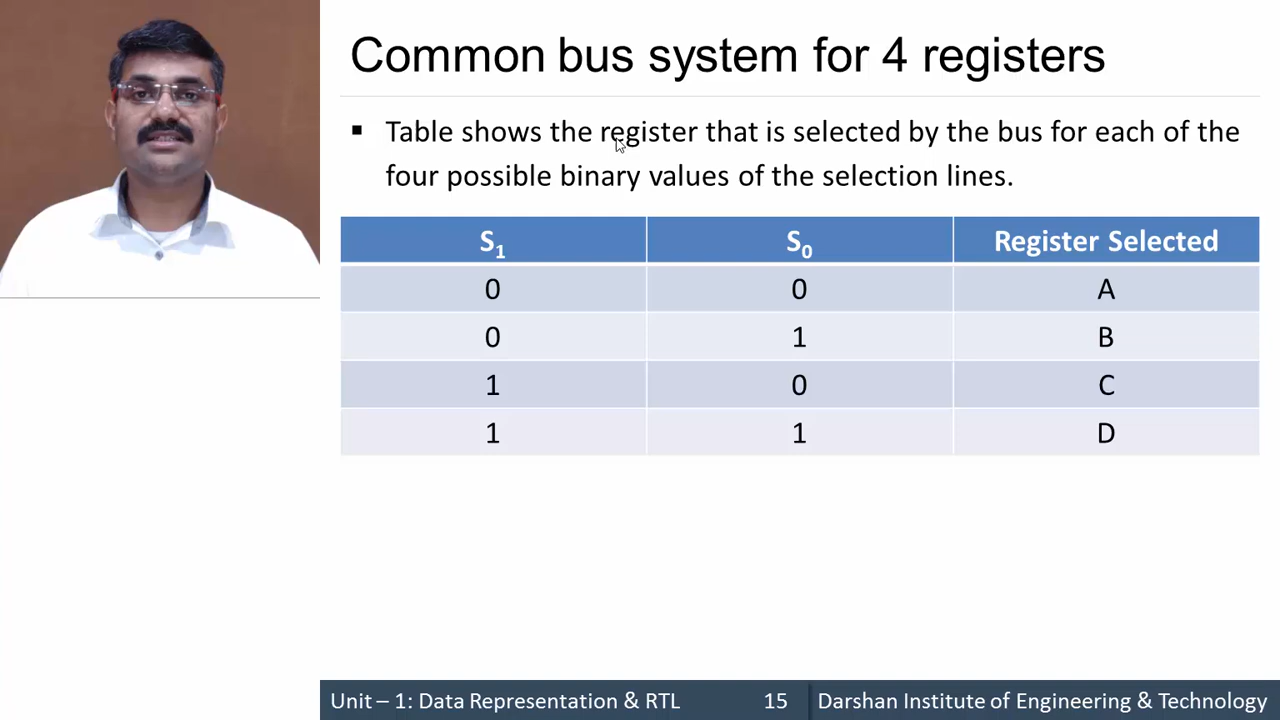 Common bus system for 4 registers
▪ Table shows the register that is selected by the bus for each of the
four possible binary values of the selection lines.
S1 S0 Register Selected
0 0 A
0 1 B
1 0 C
1 1 D
Unit – 1: Data Representation & RTL 15 Darshan Institute of Engineering & Technology